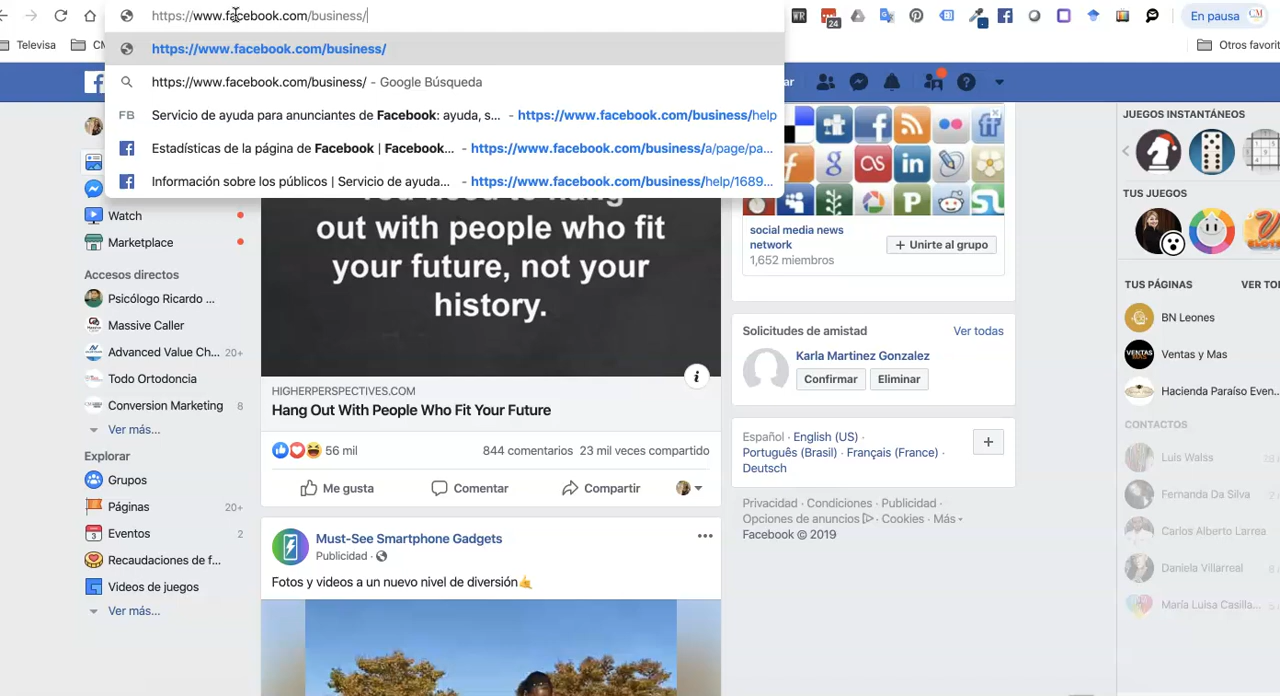 https://www.facebook.com/business/
24
En pausa
Televisa
Otros favorit
https://www.facebook.com/business/
https://www.facebook.com/business/ - Google Búsqueda
FB Servicio de ayuda para anunciantes de Facebook: ayuda, s... - https://www.facebook.com/business/help
Estadísticas de la página de Facebook | Facebook... - https://www.facebook.com/business/a/page/pa...
Información sobre los públicos | Servicio de ayuda... - https://www.facebook.com/business/help/1689...
Watch
Marketplace
Accesos directos
Psicólogo Ricardo ...
Massive Caller
Advanced Value Ch... 20+
Todo Ortodoncia
Conversion Marketing 8
Ver más...
Explorar
Grupos
Páginas 20+
Eventos 2
Recaudaciones de f...
Videos de juegos
Ver más...
out with people who fit
your future, not your
history.
HIGHERPERSPECTIVES.COM
Hang Out With People Who Fit Your Future
56 mil 844 comentarios 23 mil veces compartido
Me gusta Comentar Compartir
Must-See Smartphone Gadgets
Publicidad ·
Fotos y videos a un nuevo nivel de diversión
social media news
network
1,652 miembros
+ Unirte al grupo
Solicitudes de amistad Ver todas
Karla Martinez Gonzalez
Confirmar Eliminar
Español · English (US) ·
Português (Brasil) · Français (France) ·
Deutsch
Privacidad · Condiciones · Publicidad ·
Opciones de anuncios · Cookies · Más
Facebook © 2019
JUEGOS INSTANTÁNEOS
TUS JUEGOS
TUS PÁGINAS VER TO
BN Leones
Ventas y Mas
Hacienda Paraíso Even...
CONTACTOS
Luis Walss
Fernanda Da Silva
Carlos Alberto Larrea
Daniela Villarreal
María Luisa Casilla...